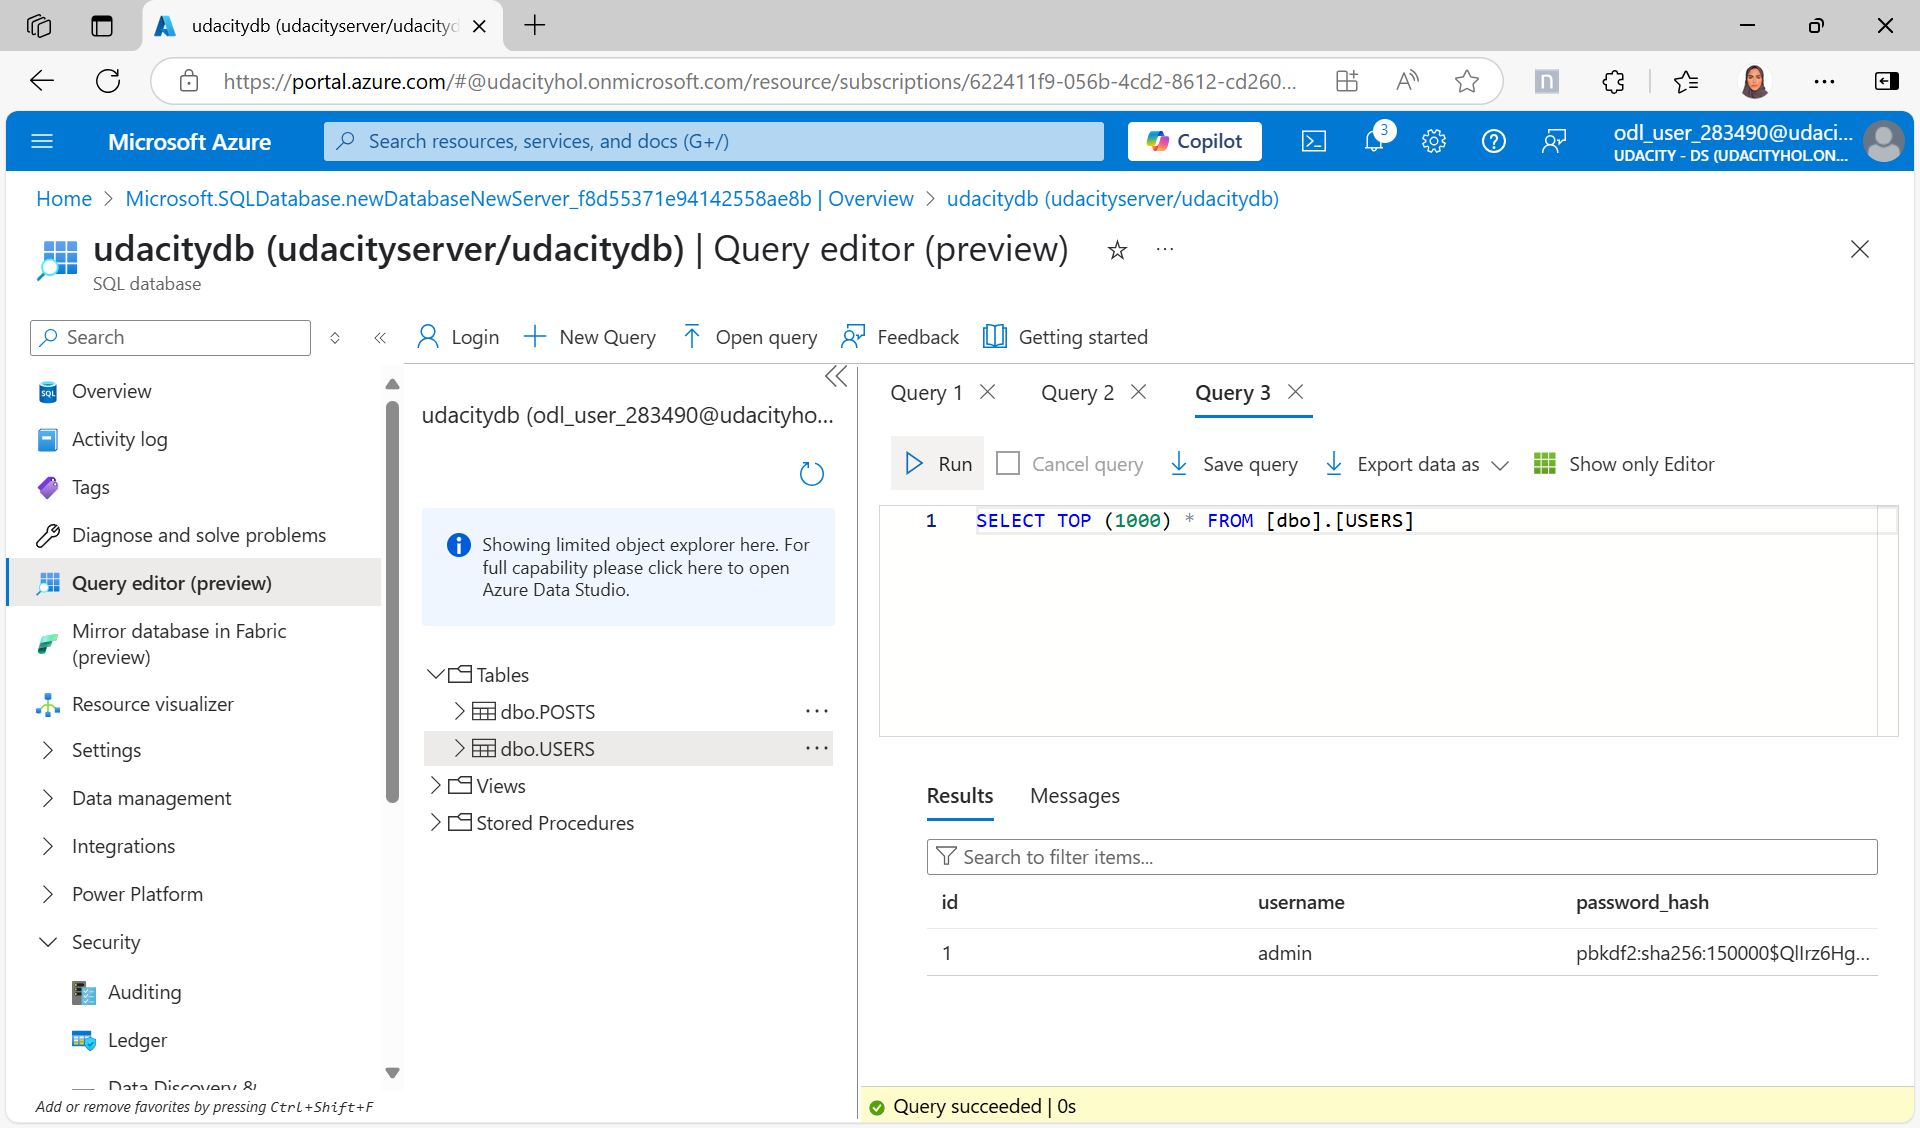 udacitydb (udacityserver/udacityd
https://portal.azure.com/#@udacityhol.onmicrosoft.com/resource/subscriptions/622411f9-056b-4cd2-8612-cd260...
Microsoft Azure
Search resources, services, and docs (G+/)
Copilot
3
odl_user_283490@udaci...
UDACITY - DS (UDACITYHOL.ON...
Home > Microsoft.SQLDatabase.newDatabaseNewServer_f8d55371e94142558ae8b | Overview > udacitydb (udacityserver/udacitydb)
udacitydb (udacityserver/udacitydb) | Query editor (preview)
SQL database
Search
Login
New Query
Open query
Feedback
Getting started
Overview
Activity log
Tags
Diagnose and solve problems
Query editor (preview)
Mirror database in Fabric
(preview)
Resource visualizer
Settings
Data management
Integrations
Power Platform
Security
Auditing
Ledger
Data Discovery &
Add or remove favorites by pressing Ctrl+Shift+F
udacitydb (odl_user_283490@udacityho...
Showing limited object explorer here. For
full capability please click here to open
Azure Data Studio.
Tables
dbo.POSTS
dbo.USERS
Views
Stored Procedures
Query 1
Query 2
Query 3
Run
Cancel query
Save query
Export data as
Show only Editor
1 SELECT TOP (1000) * FROM [dbo].[USERS]
Results
Messages
Search to filter items...
id username password_hash
1 admin pbkdf2:sha256:150000$QlIrz6Hg...
Query succeeded | 0s